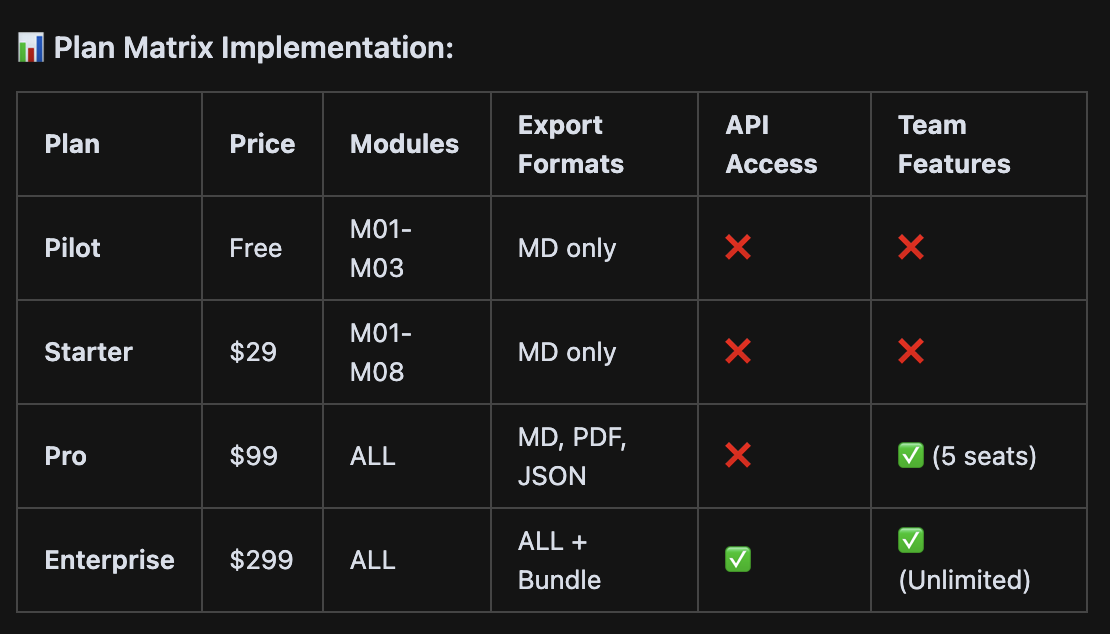 📊 Plan Matrix Implementation:
Plan Price Modules Export Formats API Access Team Features
Pilot Free M01-M03 MD only ❌ ❌
Starter $29 M01-M08 MD only ❌ ❌
Pro $99 ALL MD, PDF, JSON ❌ ✅ (5 seats)
Enterprise $299 ALL ALL + Bundle ✅ ✅ (Unlimited)